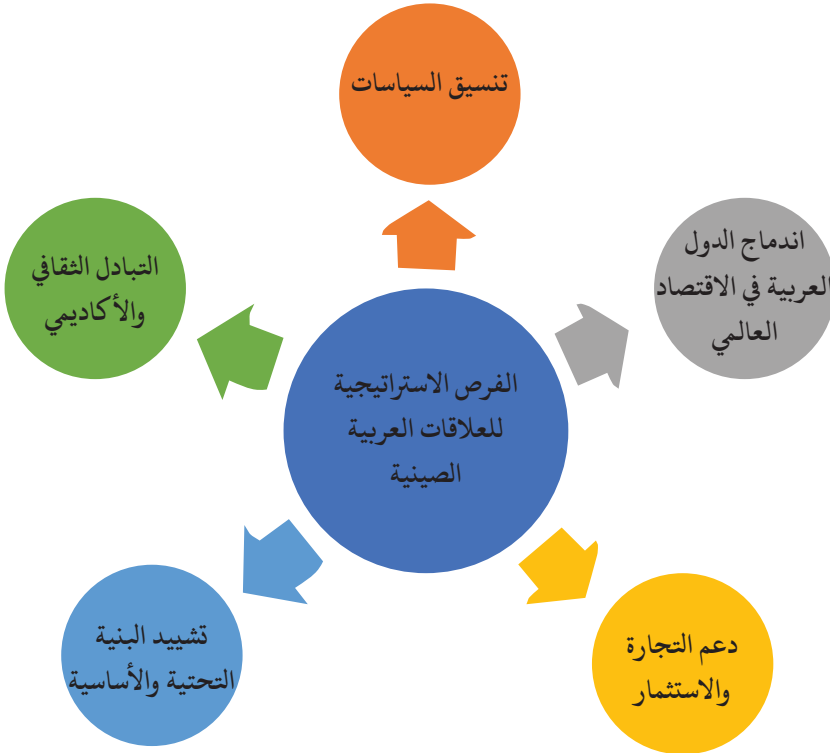 تنسيق السياسات
اندماج الدول
العربية في الاقتصاد
العالمي
التبادل الثقافي
والأكاديمي
الفرص الاستراتيجية
للعلاقات العربية
الصينية
دعم التجارة
والاستثمار
تشييد البنية
التحتية والأساسية